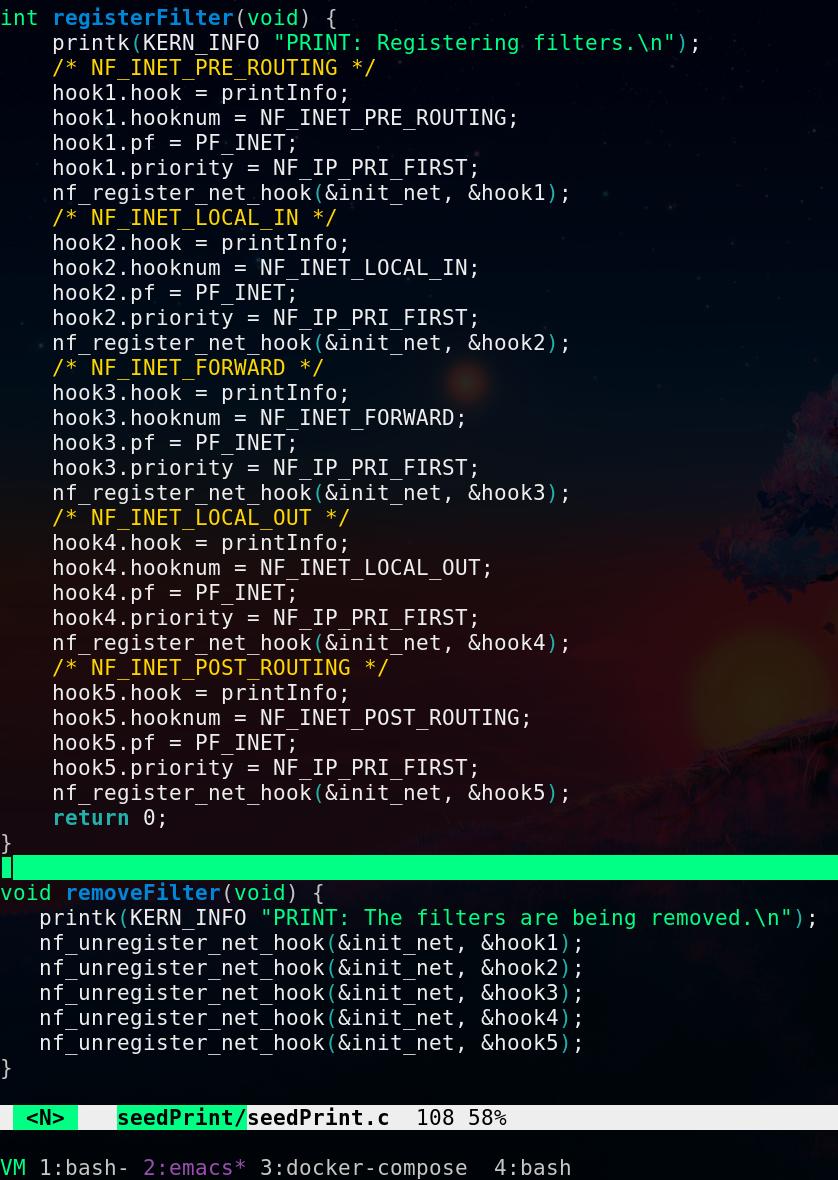 int registerFilter(void) {
    printk(KERN_INFO "PRINT: Registering filters.\n");
    /* NF_INET_PRE_ROUTING */
    hook1.hook = printInfo;
    hook1.hooknum = NF_INET_PRE_ROUTING;
    hook1.pf = PF_INET;
    hook1.priority = NF_IP_PRI_FIRST;
    nf_register_net_hook(&init_net, &hook1);
    /* NF_INET_LOCAL_IN */
    hook2.hook = printInfo;
    hook2.hooknum = NF_INET_LOCAL_IN;
    hook2.pf = PF_INET;
    hook2.priority = NF_IP_PRI_FIRST;
    nf_register_net_hook(&init_net, &hook2);
    /* NF_INET_FORWARD */
    hook3.hook = printInfo;
    hook3.hooknum = NF_INET_FORWARD;
    hook3.pf = PF_INET;
    hook3.priority = NF_IP_PRI_FIRST;
    nf_register_net_hook(&init_net, &hook3);
    /* NF_INET_LOCAL_OUT */
    hook4.hook = printInfo;
    hook4.hooknum = NF_INET_LOCAL_OUT;
    hook4.pf = PF_INET;
    hook4.priority = NF_IP_PRI_FIRST;
    nf_register_net_hook(&init_net, &hook4);
    /* NF_INET_POST_ROUTING */
    hook5.hook = printInfo;
    hook5.hooknum = NF_INET_POST_ROUTING;
    hook5.pf = PF_INET;
    hook5.priority = NF_IP_PRI_FIRST;
    nf_register_net_hook(&init_net, &hook5);
    return 0;
}
void removeFilter(void) {
   printk(KERN_INFO "PRINT: The filters are being removed.\n");
   nf_unregister_net_hook(&init_net, &hook1);
   nf_unregister_net_hook(&init_net, &hook2);
   nf_unregister_net_hook(&init_net, &hook3);
   nf_unregister_net_hook(&init_net, &hook4);
   nf_unregister_net_hook(&init_net, &hook5);
}
<N> seedPrint/seedPrint.c 108 58%
VM 1:bash- 2:emacs* 3:docker-compose 4:bash